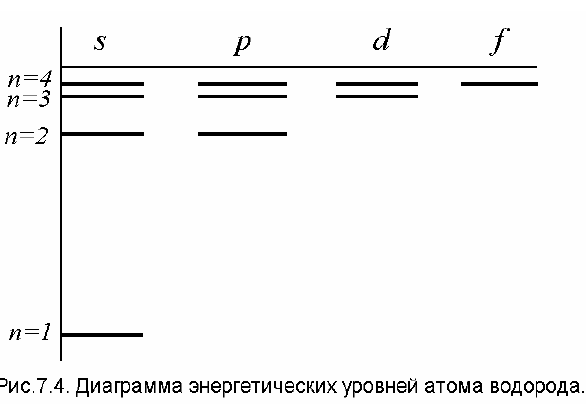 s p d f
n=4
n=3
n=2
n=1
Рис.7.4. Диаграмма энергетических уровней атома водорода.